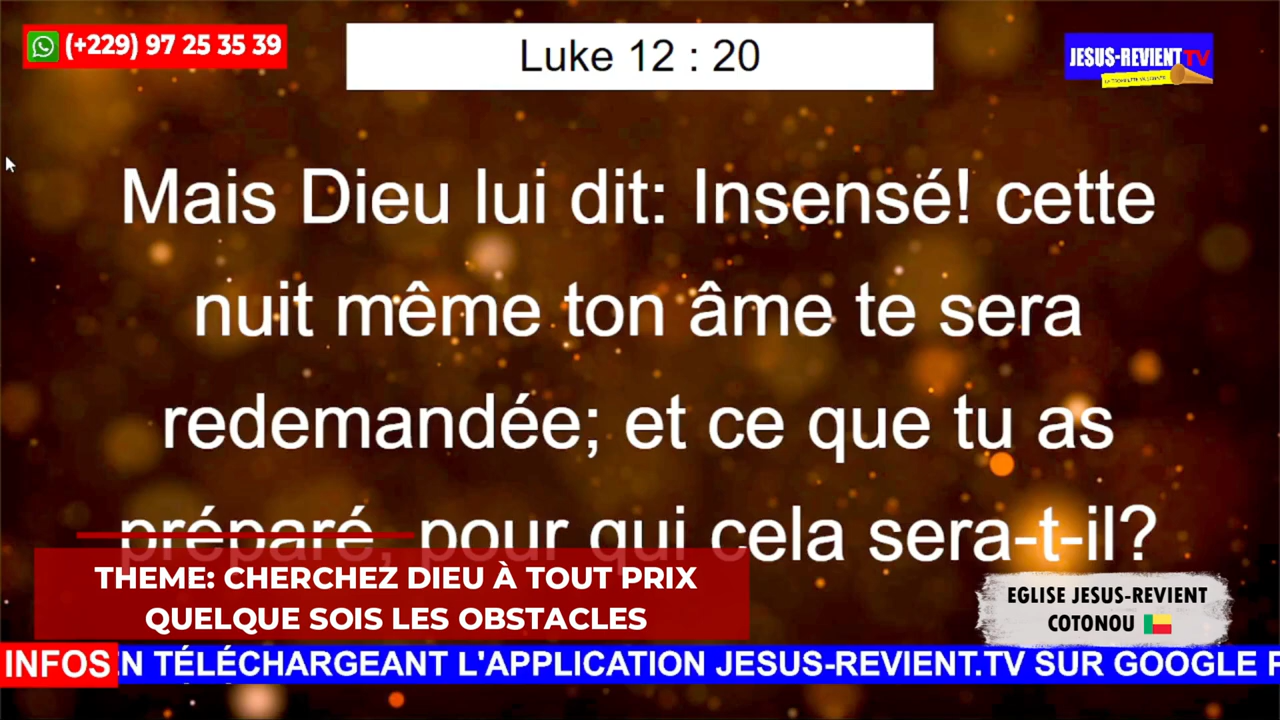 (+229) 97 25 35 39
Luke 12 : 20
JESUS-REVIENT TV
Mais Dieu lui dit: Insensé! cette
nuit même ton âme te sera
redemandée; et ce que tu as
préparé, pour qui cela sera-t-il?
THEME: CHERCHEZ DIEU À TOUT PRIX
QUELQUE SOIS LES OBSTACLES
EGLISE JESUS-REVIENT
COTONOU
INFOS
TÉLÉCHARGEANT L'APPLICATION JESUS-REVIENT.TV SUR GOOGLE